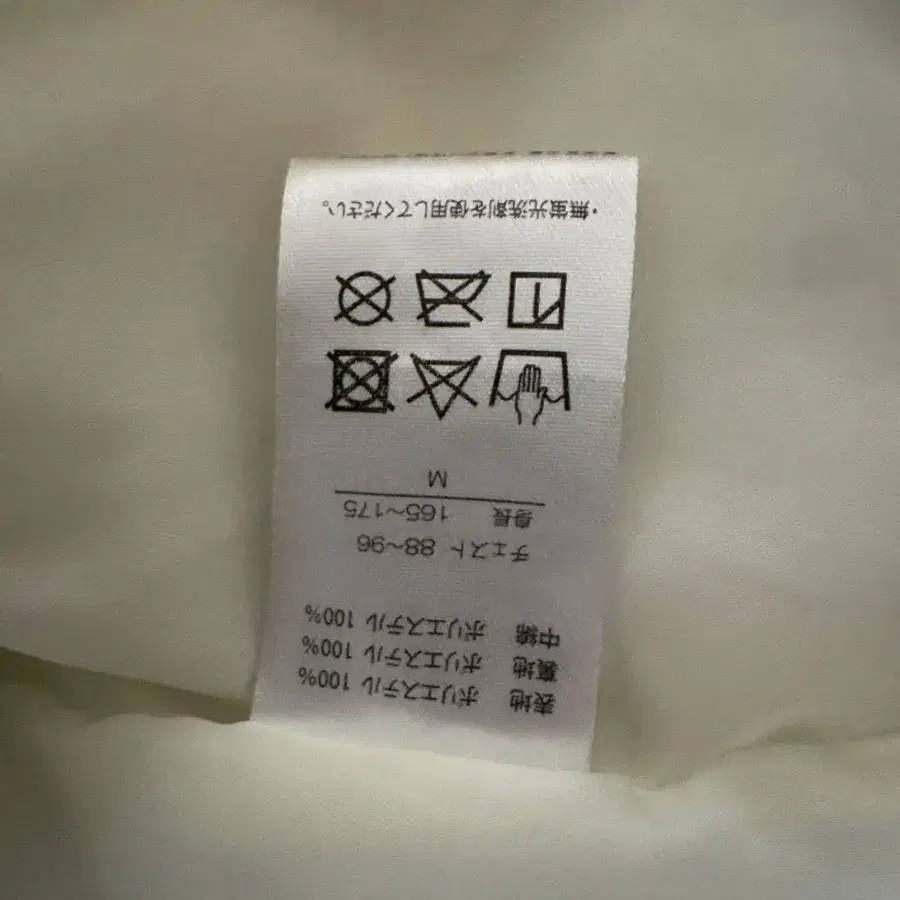 表地 ポリエステル 100%
裏地 ポリエステル 100%
中綿 ポリエステル 100%
チェスト 88~96
身長 165~175
M
・無蛍光洗剤を使用してください。